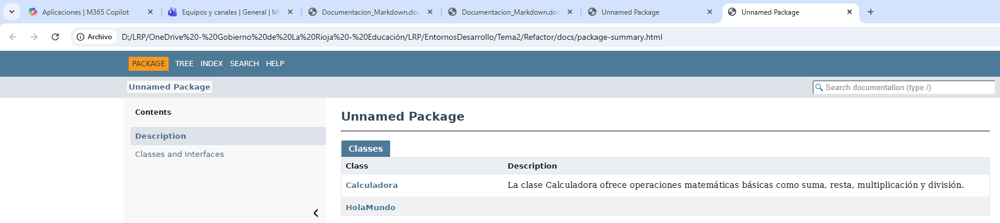 Aplicaciones | M365 Copilot
Equipos y canales | General | Mi
Documentacion_Markdown.doc
Documentacion_Markdown.doc
Unnamed Package
Unnamed Package
Archivo
D:/LRP/OneDrive%20-%20Gobierno%20de%20La%20Rioja%20-%20Educación/LRP/EntornosDesarrollo/Tema2/Refactor/docs/package-summary.html
PACKAGE TREE INDEX SEARCH HELP
Unnamed Package
Search documentation (type /)
Contents
Description
Classes and Interfaces
Unnamed Package
Classes
Class Description
Calculadora La clase Calculadora ofrece operaciones matemáticas básicas como suma, resta, multiplicación y división.
HolaMundo